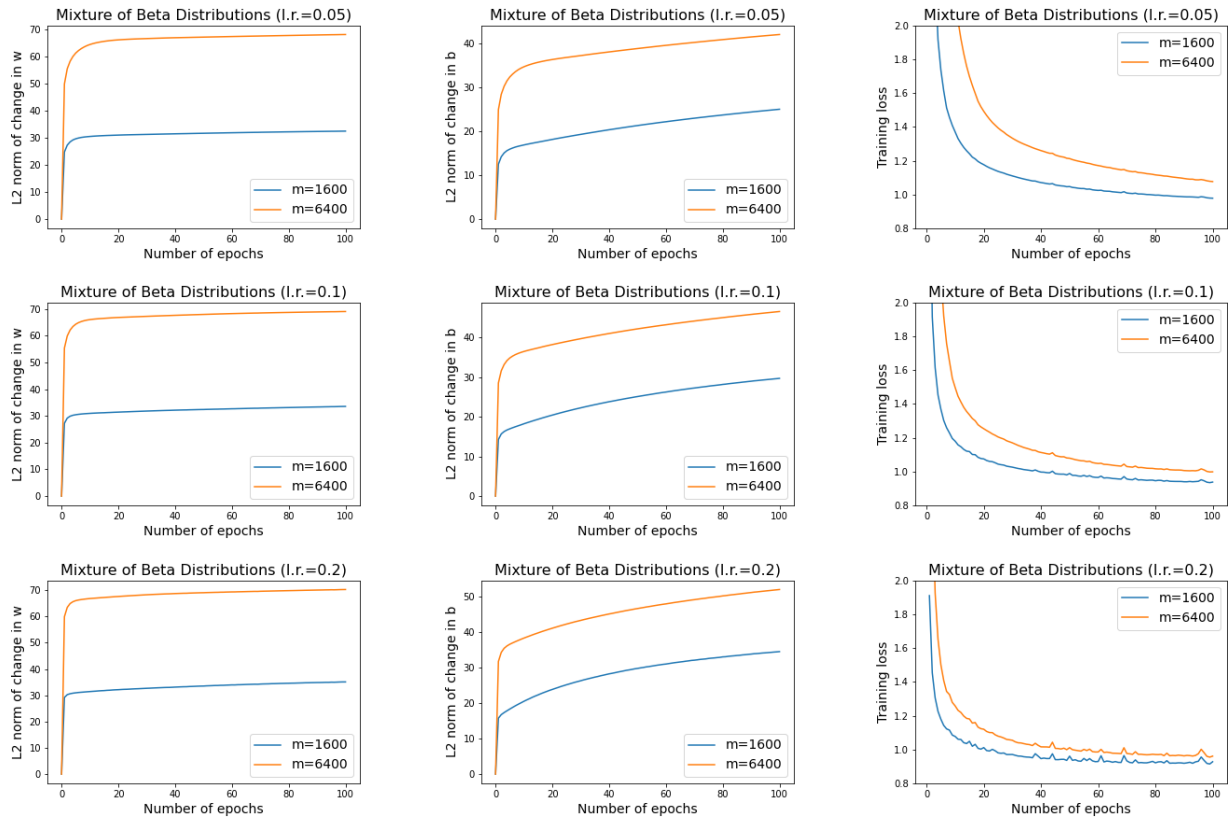 Mixture of Beta Distributions (l.r.=0.05)
L2 norm of change in w
70
60
50
40
30
20
10
0
m=1600
m=6400
0 20 40 60 80 100
Number of epochs
Mixture of Beta Distributions (l.r.=0.05)
L2 norm of change in b
40
30
20
10
0
m=1600
m=6400
0 20 40 60 80 100
Number of epochs
Mixture of Beta Distributions (l.r.=0.05)
Training loss
2.0
1.8
1.6
1.4
1.2
1.0
0.8
m=1600
m=6400
0 20 40 60 80 100
Number of epochs
Mixture of Beta Distributions (l.r.=0.1)
L2 norm of change in w
70
60
50
40
30
20
10
0
m=1600
m=6400
0 20 40 60 80 100
Number of epochs
Mixture of Beta Distributions (l.r.=0.1)
L2 norm of change in b
40
30
20
10
0
m=1600
m=6400
0 20 40 60 80 100
Number of epochs
Mixture of Beta Distributions (l.r.=0.1)
Training loss
2.0
1.8
1.6
1.4
1.2
1.0
0.8
m=1600
m=6400
0 20 40 60 80 100
Number of epochs
Mixture of Beta Distributions (l.r.=0.2)
L2 norm of change in w
70
60
50
40
30
20
10
0
m=1600
m=6400
0 20 40 60 80 100
Number of epochs
Mixture of Beta Distributions (l.r.=0.2)
L2 norm of change in b
50
40
30
20
10
0
m=1600
m=6400
0 20 40 60 80 100
Number of epochs
Mixture of Beta Distributions (l.r.=0.2)
Training loss
2.0
1.8
1.6
1.4
1.2
1.0
0.8
m=1600
m=6400
0 20 40 60 80 100
Number of epochs